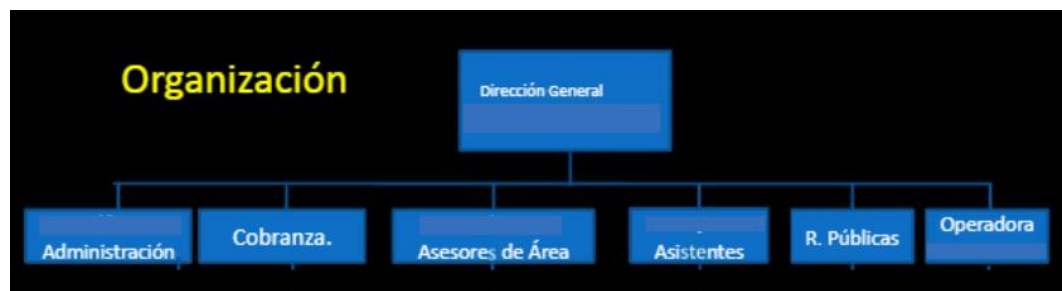 Organización
Dirección General
Administración
Cobranza.
Asesores de Área
Asistentes
R. Públicas
Operadora